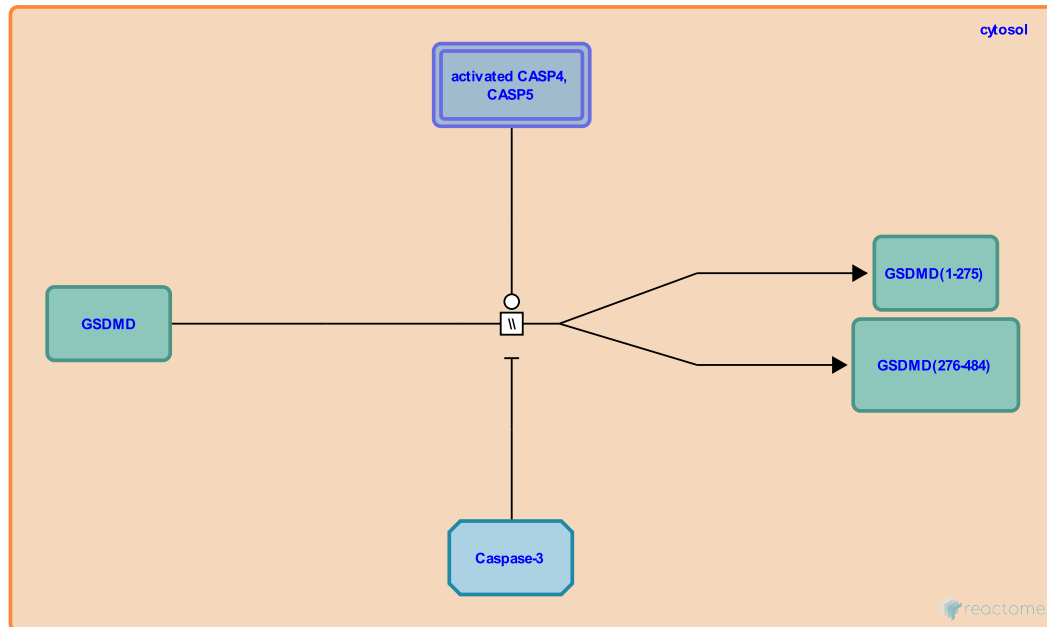 cytosol
activated CASP4,
CASP5
GSDMD(1-275)
GSDMD
\\
GSDMD(276-484)
Caspase-3
reactome